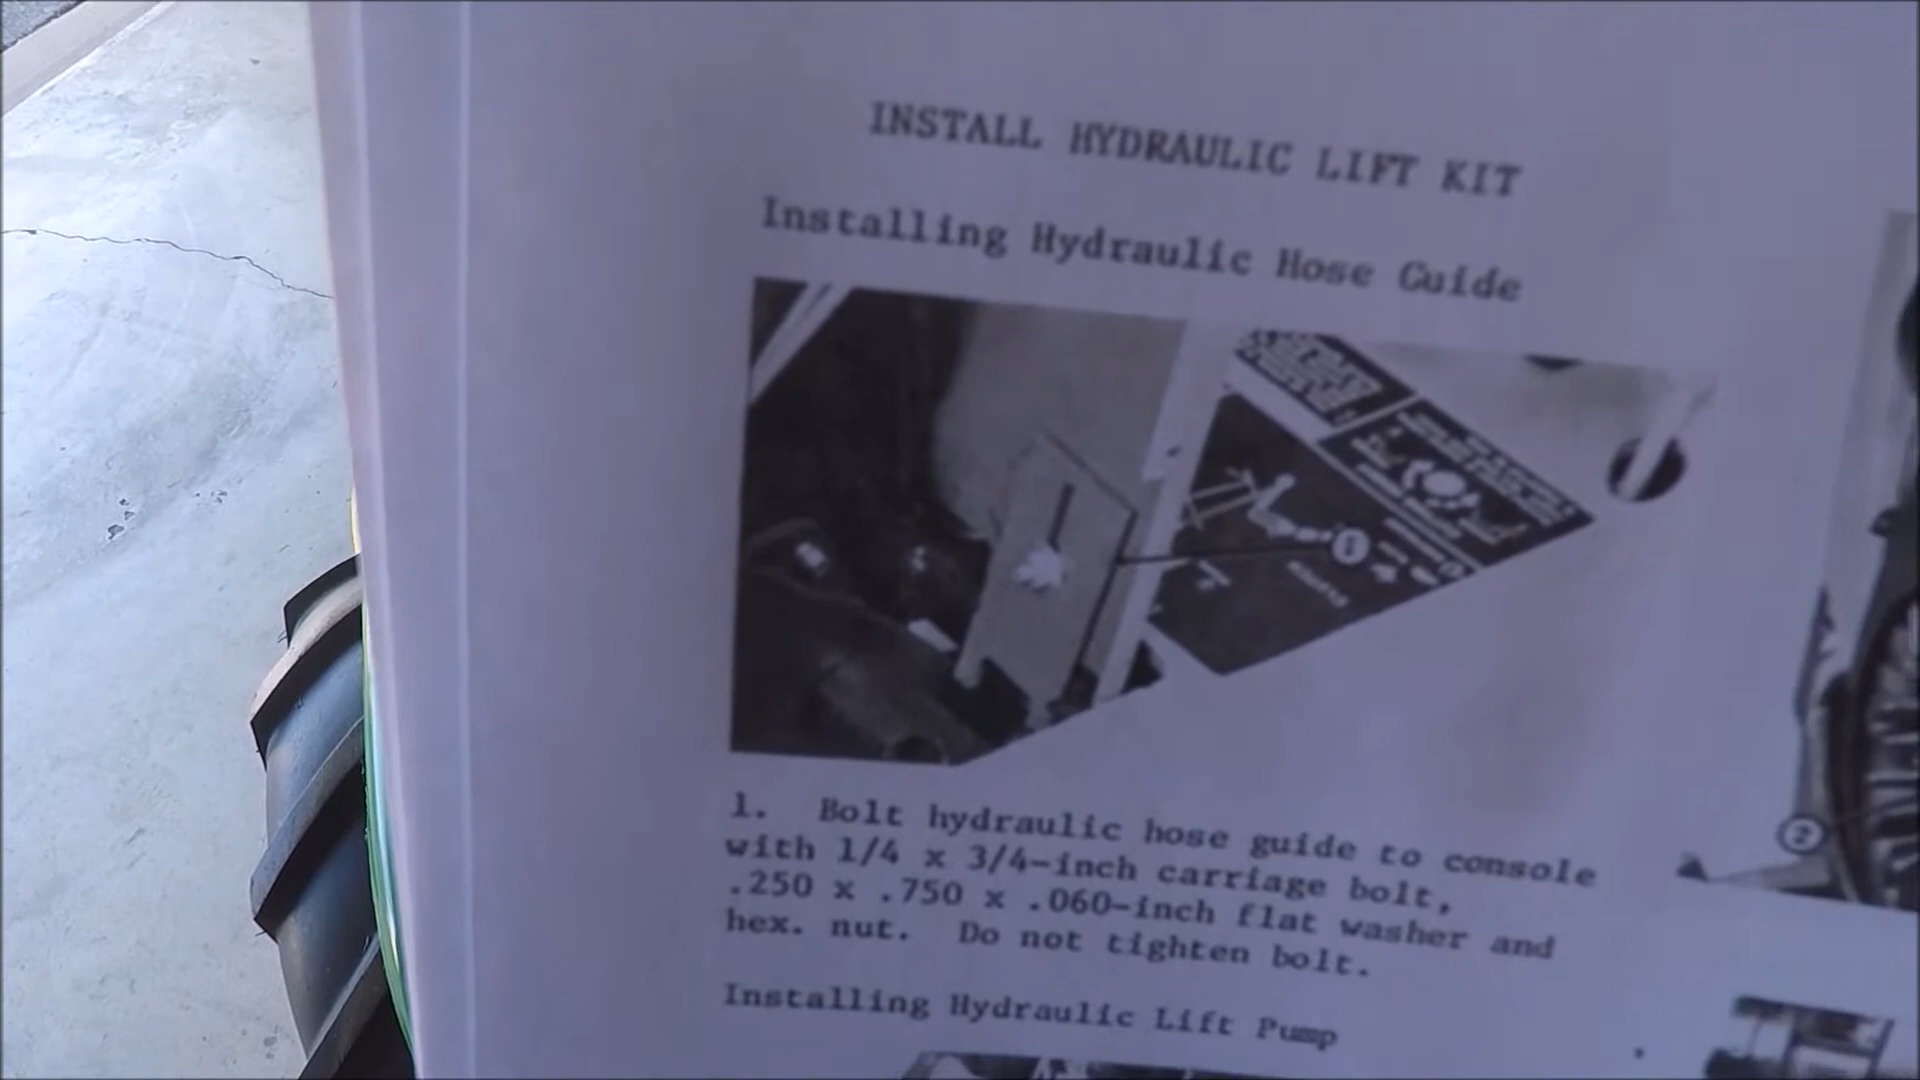 INSTALL HYDRAULIC LIFT KIT
Installing Hydraulic Hose Guide
1
1. Bolt hydraulic hose guide to console
with 1/4 x 3/4-inch carriage bolt,
.250 x .750 x .060-inch flat washer and
hex. nut. Do not tighten bolt.
Installing Hydraulic Lift Pump
2